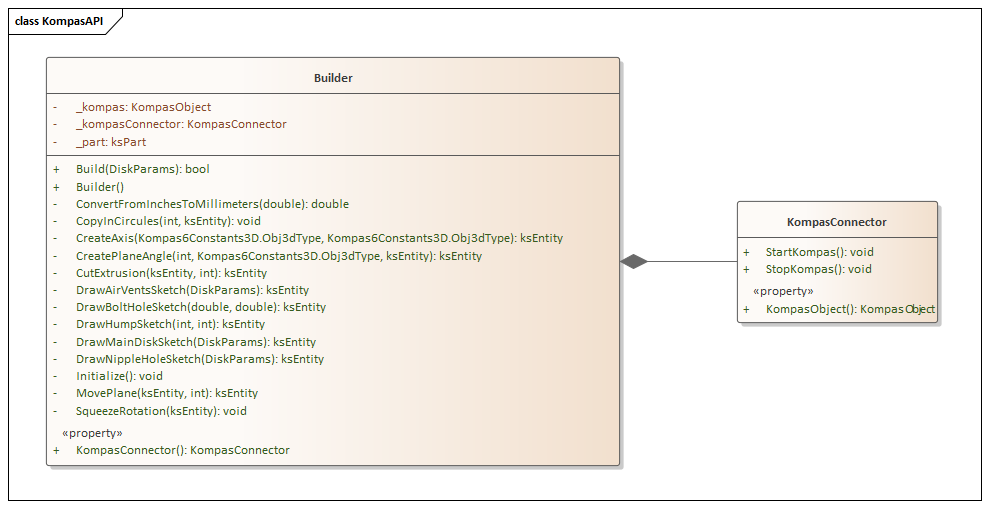 class KompasAPI
Builder
- _kompas: KompasObject
- _kompasConnector: KompasConnector
- _part: ksPart
+ Build(DiskParams): bool
+ Builder()
- ConvertFromInchesToMillimeters(double): double
- CopyInCircules(int, ksEntity): void
- CreateAxis(Kompas6Constants3D.Obj3dType, Kompas6Constants3D.Obj3dType): ksEntity
- CreatePlaneAngle(int, Kompas6Constants3D.Obj3dType, ksEntity): ksEntity
- CutExtrusion(ksEntity, int): ksEntity
- DrawAirVentsSketch(DiskParams): ksEntity
- DrawBoltHoleSketch(double, double): ksEntity
- DrawHumpSketch(int, int): ksEntity
- DrawMainDiskSketch(DiskParams): ksEntity
- DrawNippleHoleSketch(DiskParams): ksEntity
- Initialize(): void
- MovePlane(ksEntity, int): ksEntity
- SqueezeRotation(ksEntity): void
«property»
+ KompasConnector(): KompasConnector
KompasConnector
+ StartKompas(): void
+ StopKompas(): void
«property»
+ KompasObject(): KompasObject